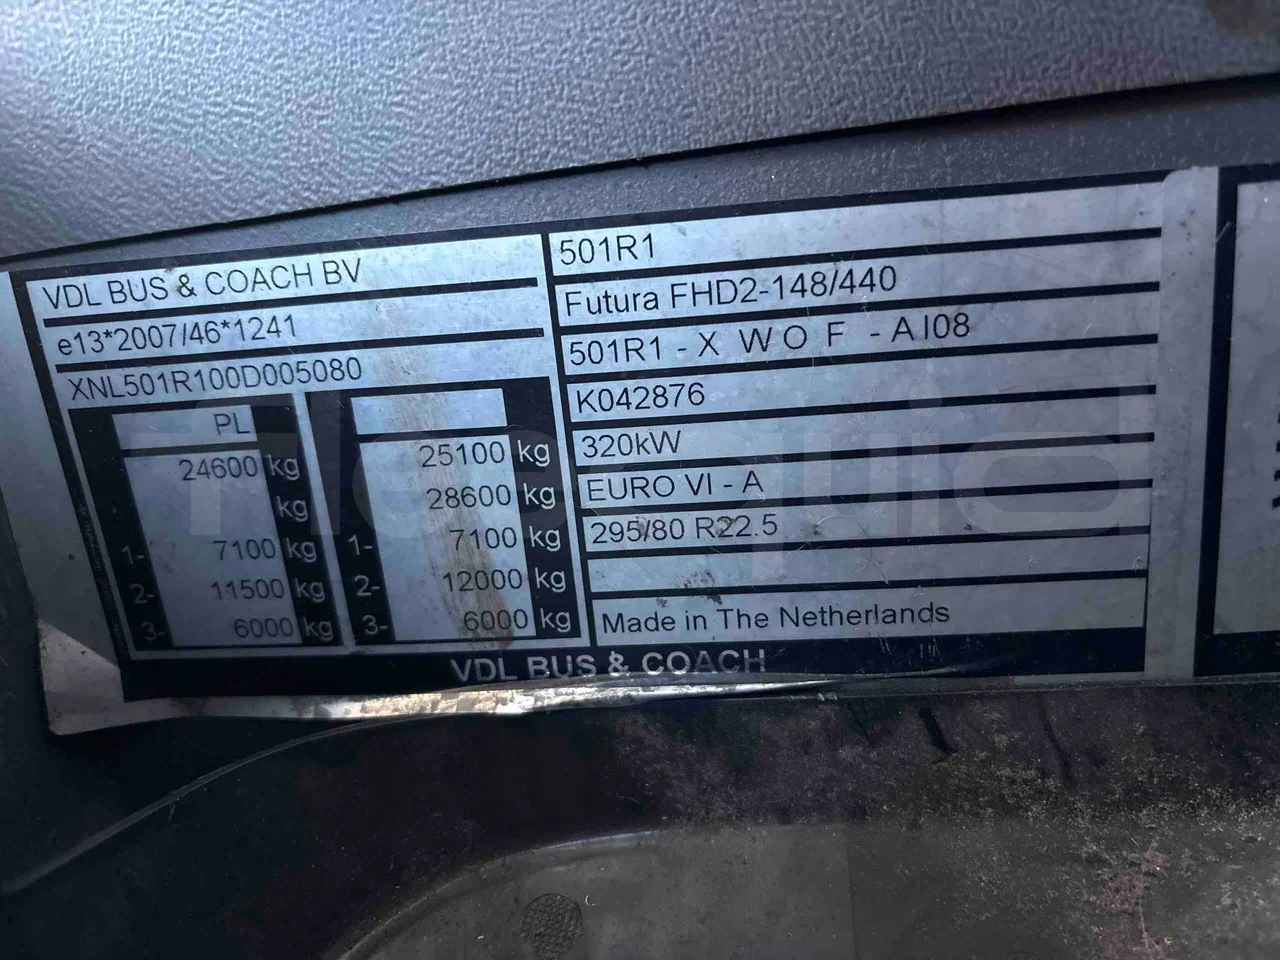 VDL BUS & COACH BV
e13*2007/46*1241
XNL501R100D005080
PL
24600 kg
kg
1- 7100 kg
2- 11500 kg
3- 6000 kg
25100 kg
28600 kg
1- 7100 kg
2- 12000 kg
3- 6000 kg
501R1
Futura FHD2-148/440
501R1 - X W O F - A I08
K042876
320kW
EURO VI - A
295/80 R22.5
Made in The Netherlands
VDL BUS & COACH